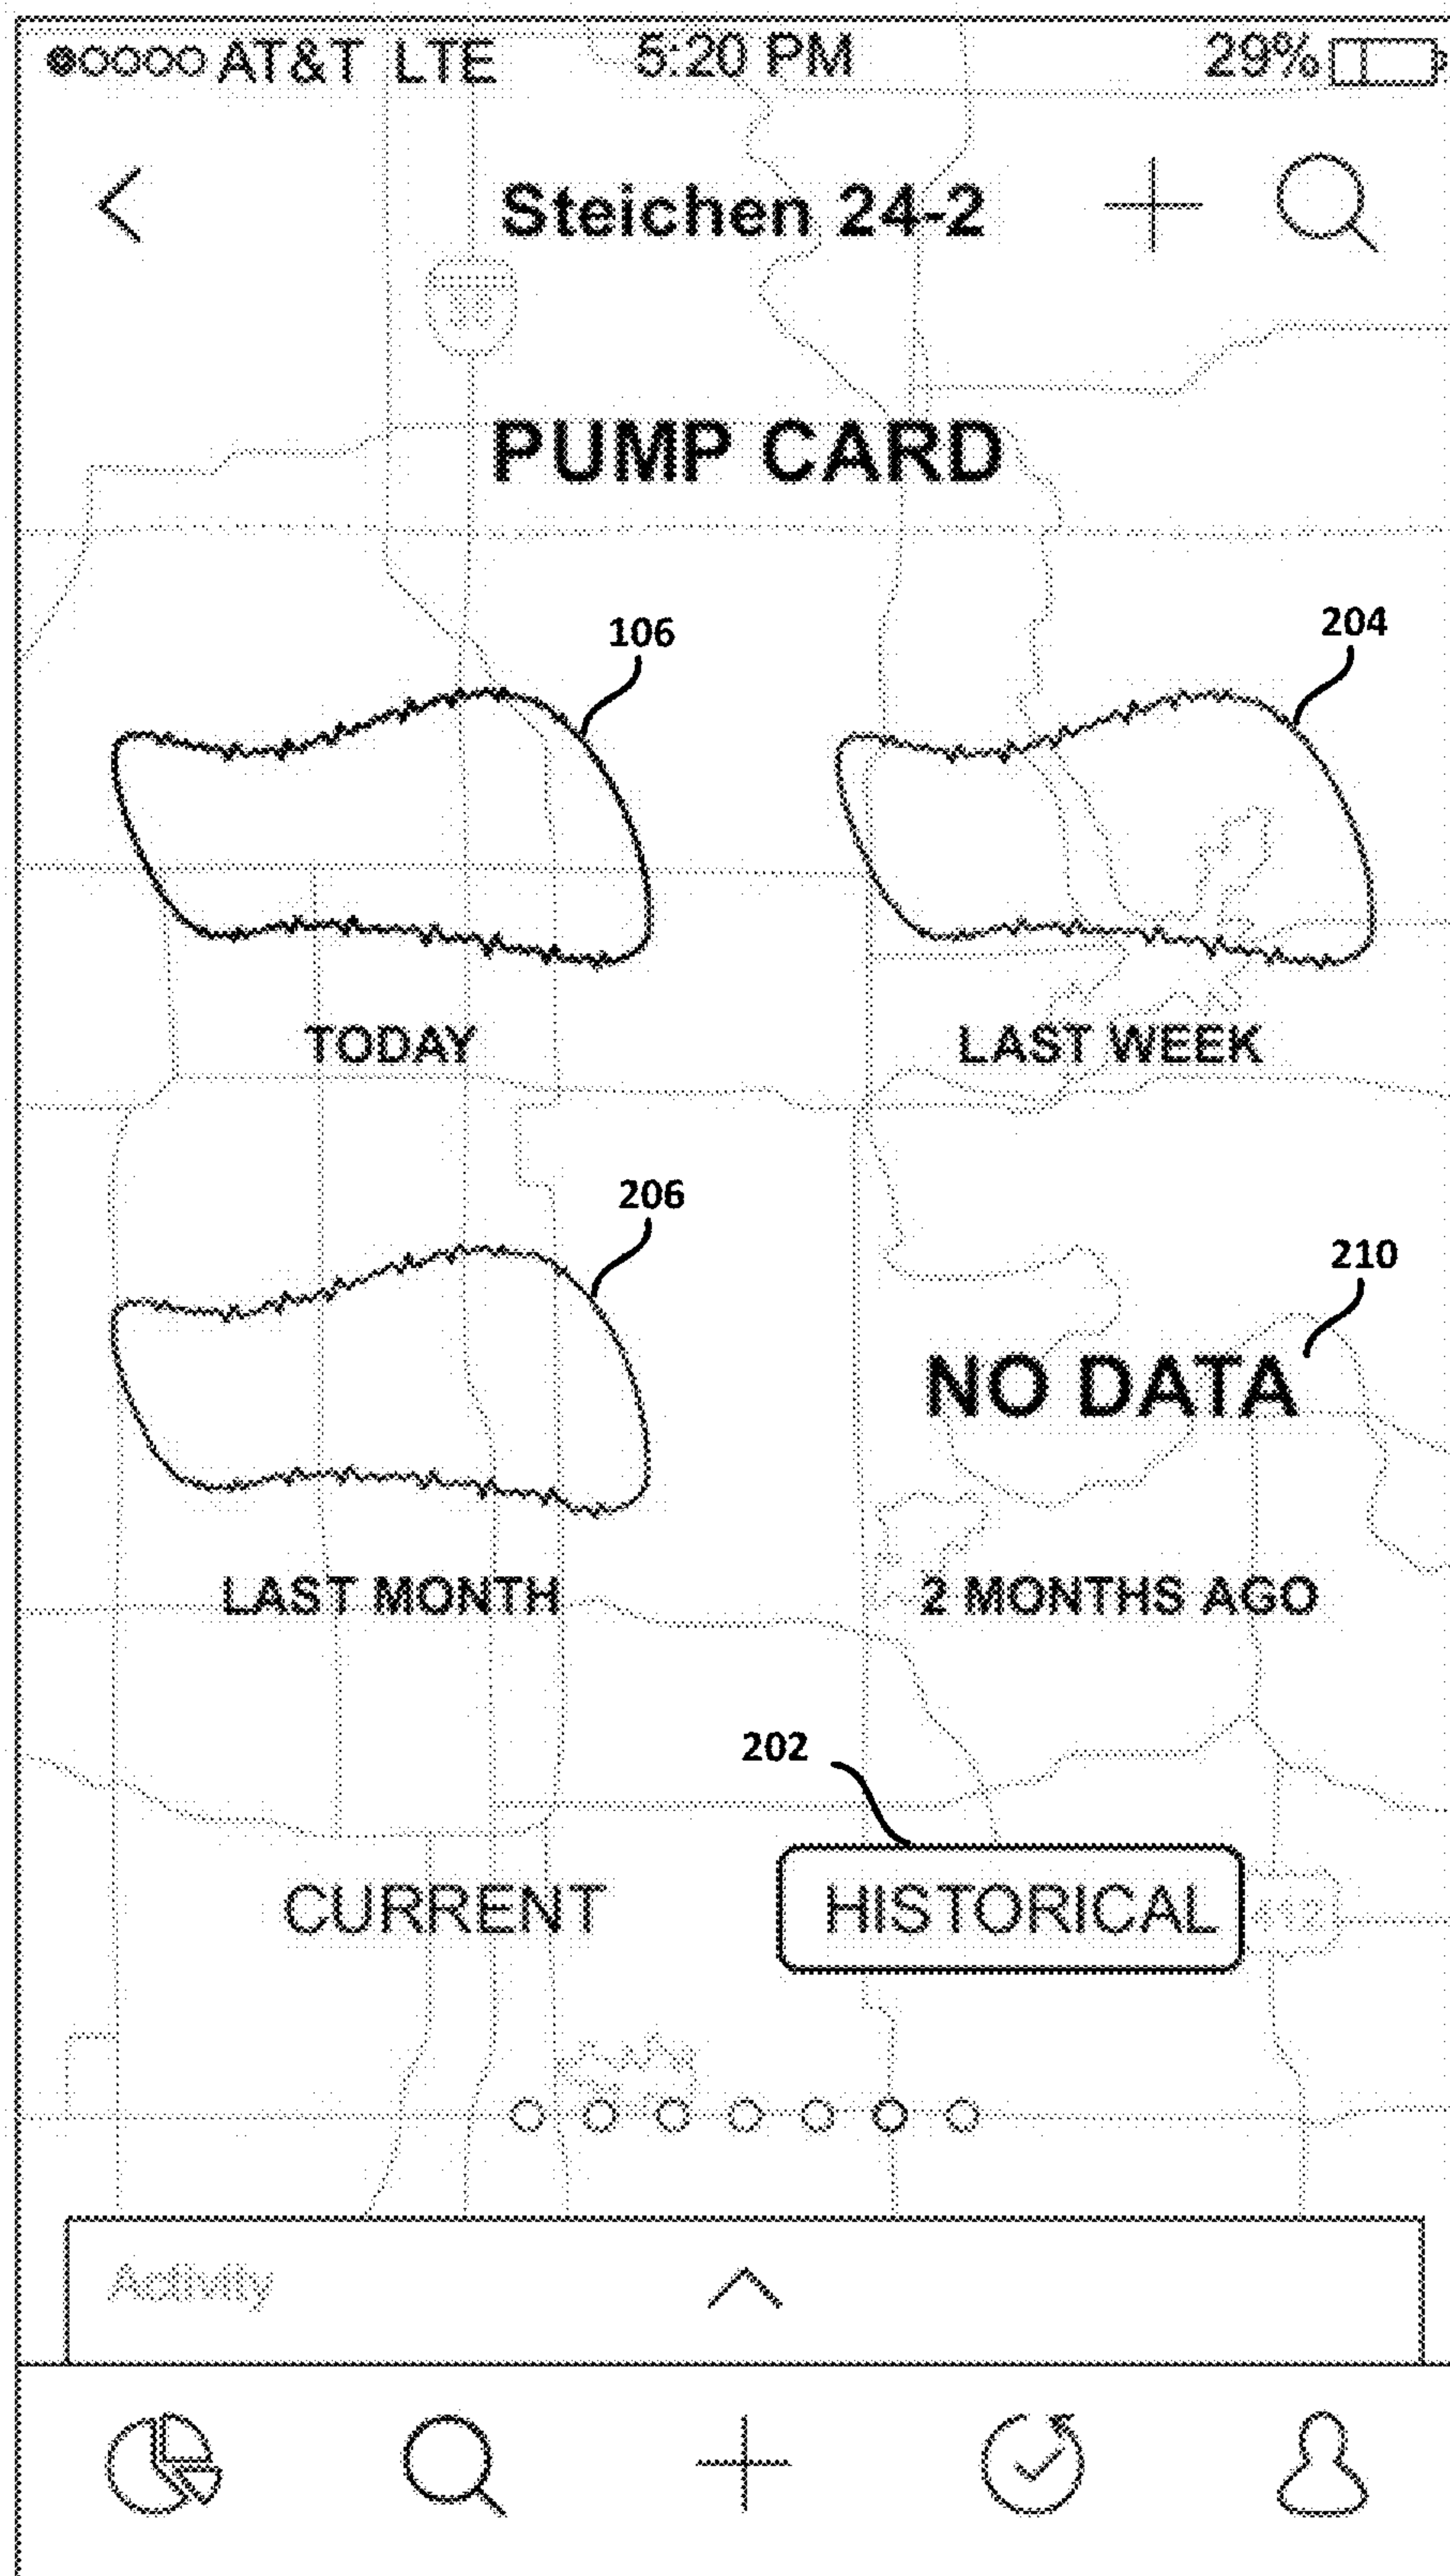 AT&T LTE 5:20 PM 29%
Steichen 24-2
PUMP CARD
106 204
TODAY LAST WEEK
206
210
NO DATA
LAST MONTH 2 MONTHS AGO
202
CURRENT HISTORICAL
Activity